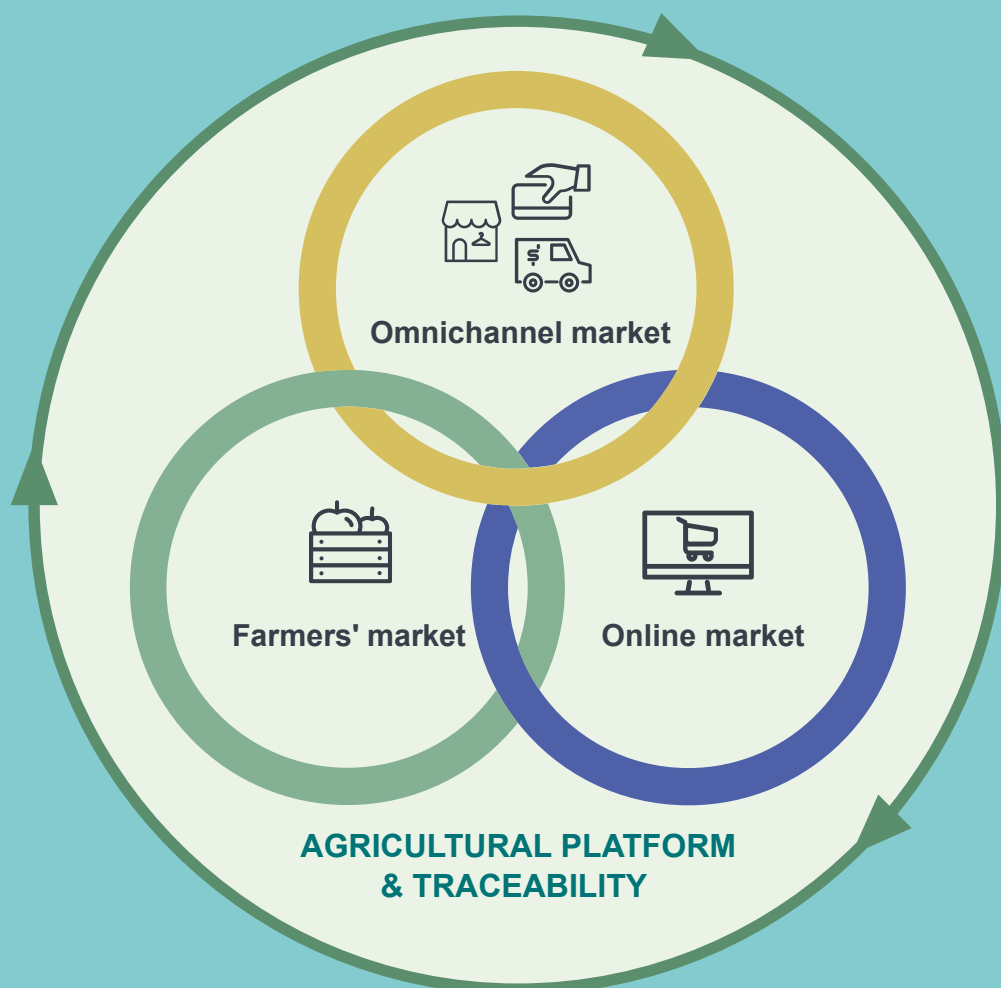 Omnichannel market
Farmers' market
Online market
AGRICULTURAL PLATFORM
& TRACEABILITY